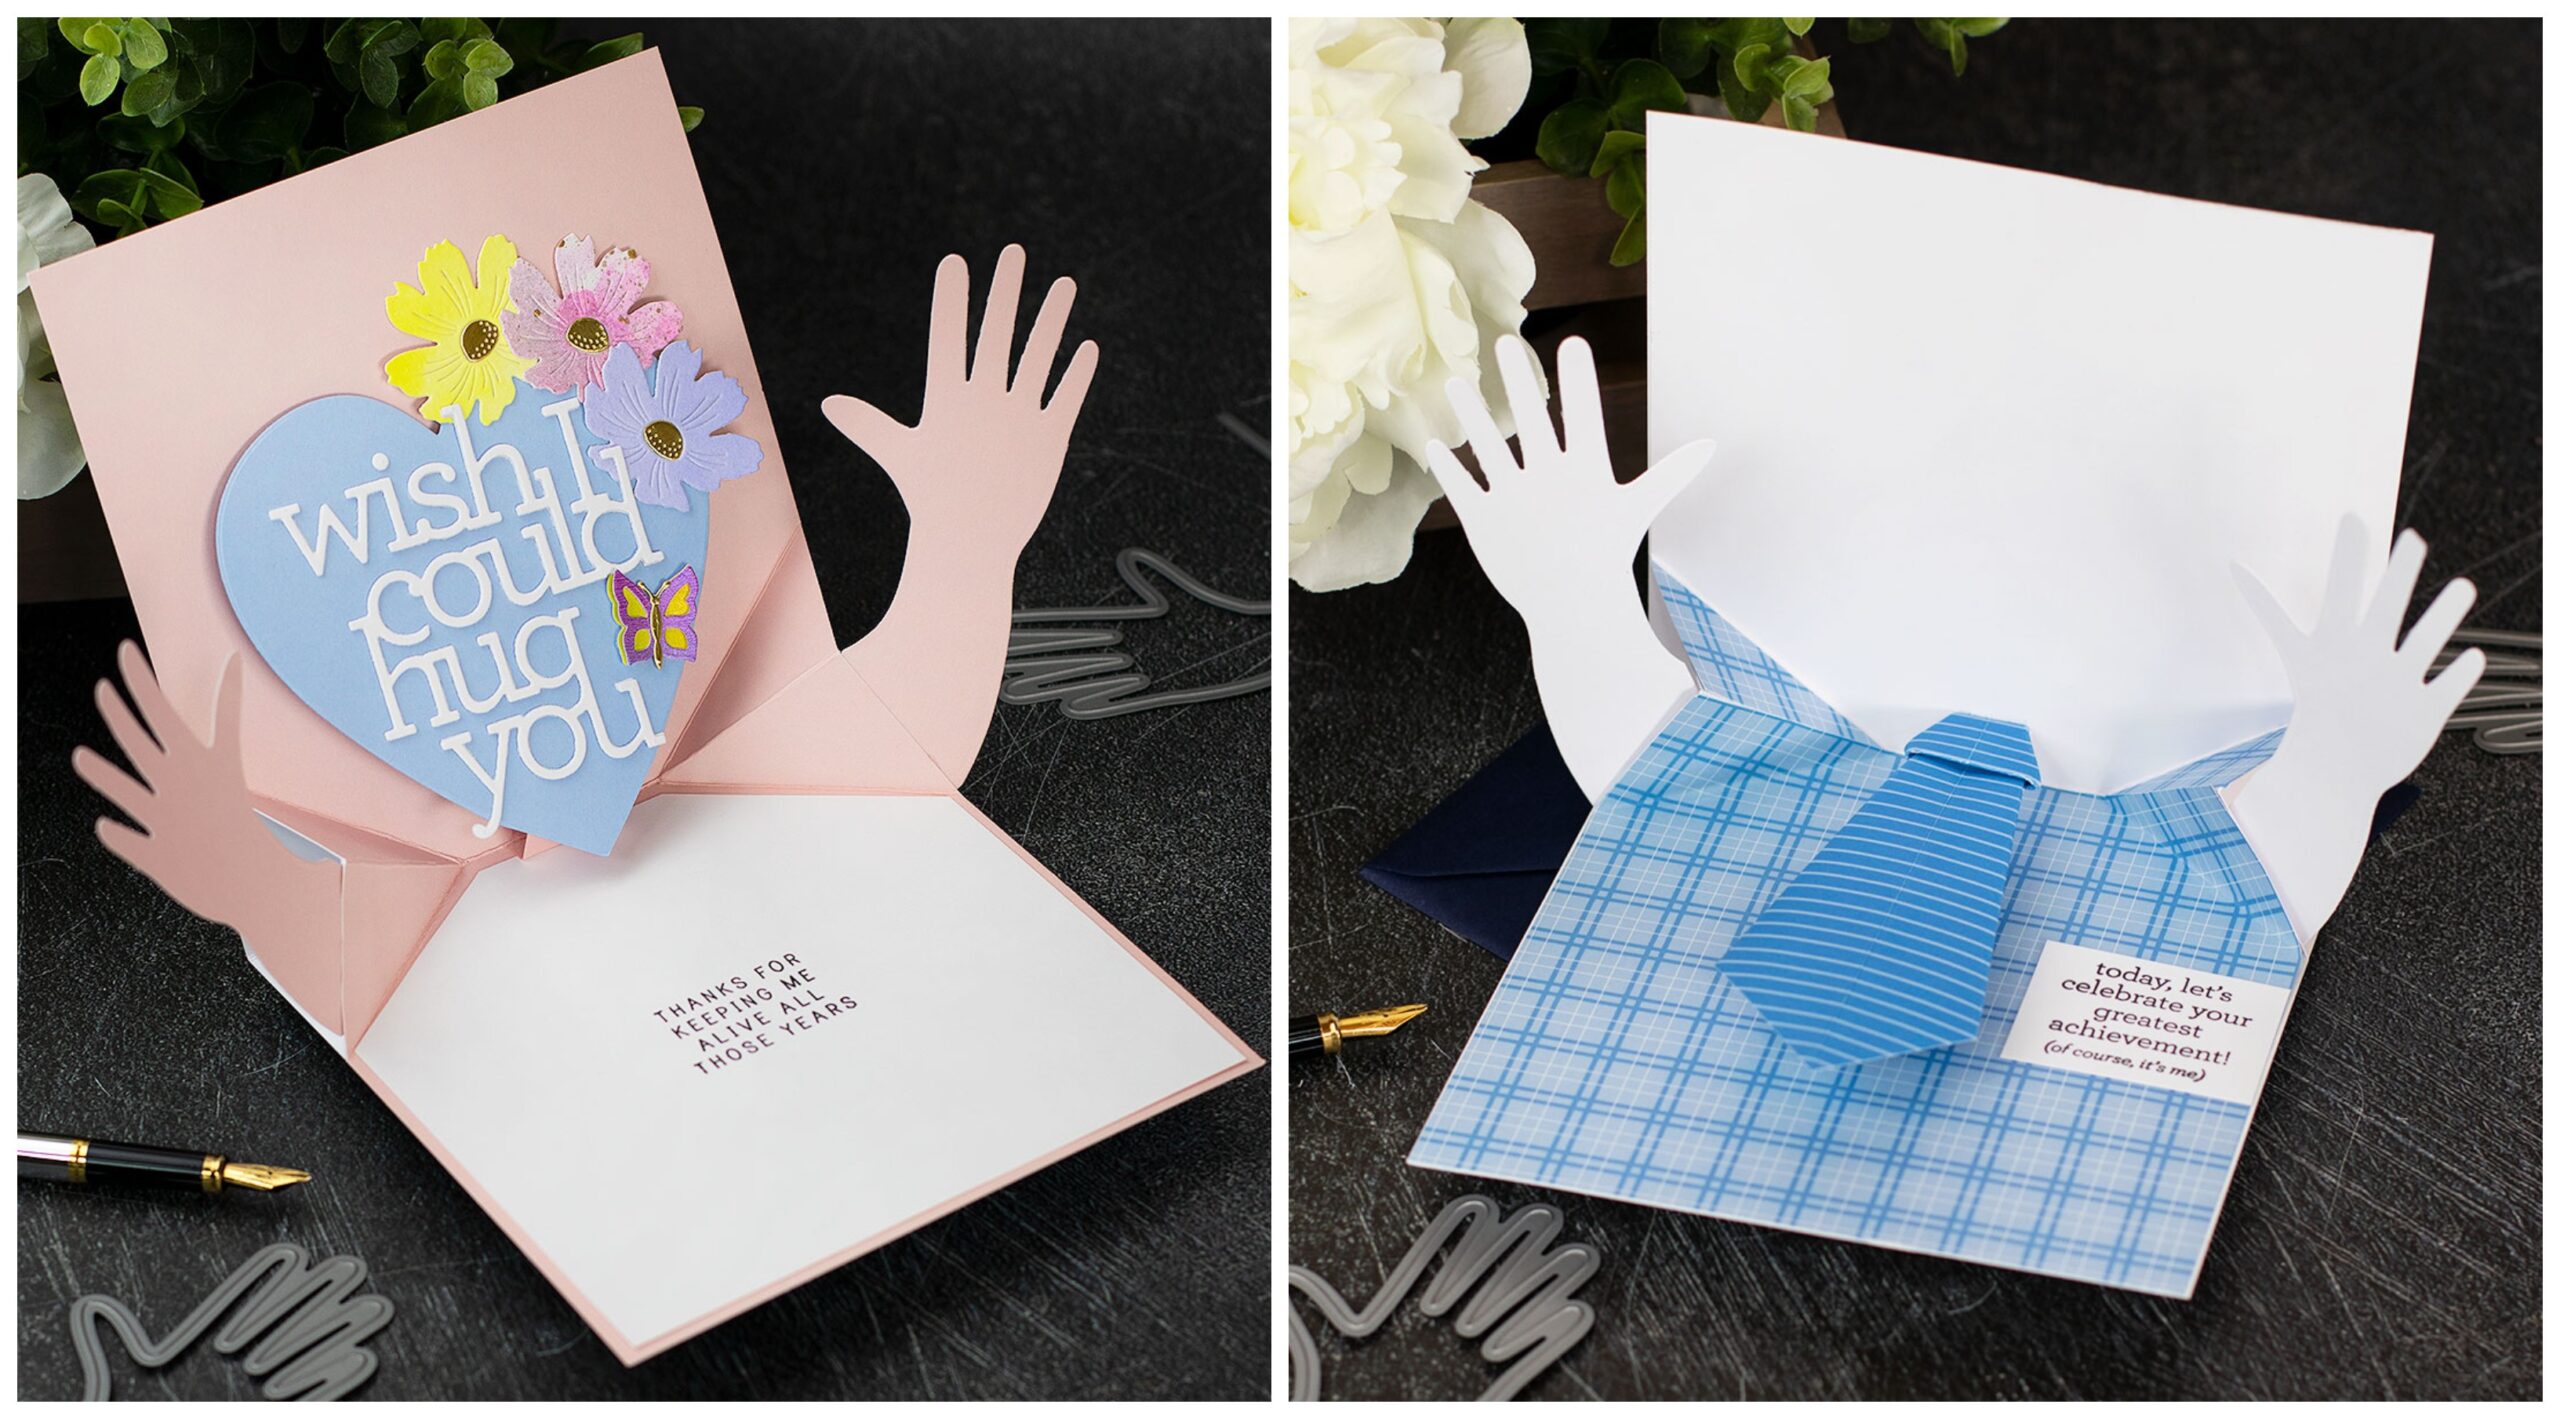 wish I
could
hug
you
THANKS FOR
KEEPING ME
ALIVE ALL
THOSE YEARS
today, let's
celebrate your
greatest
achievement!
(of course, it's me)